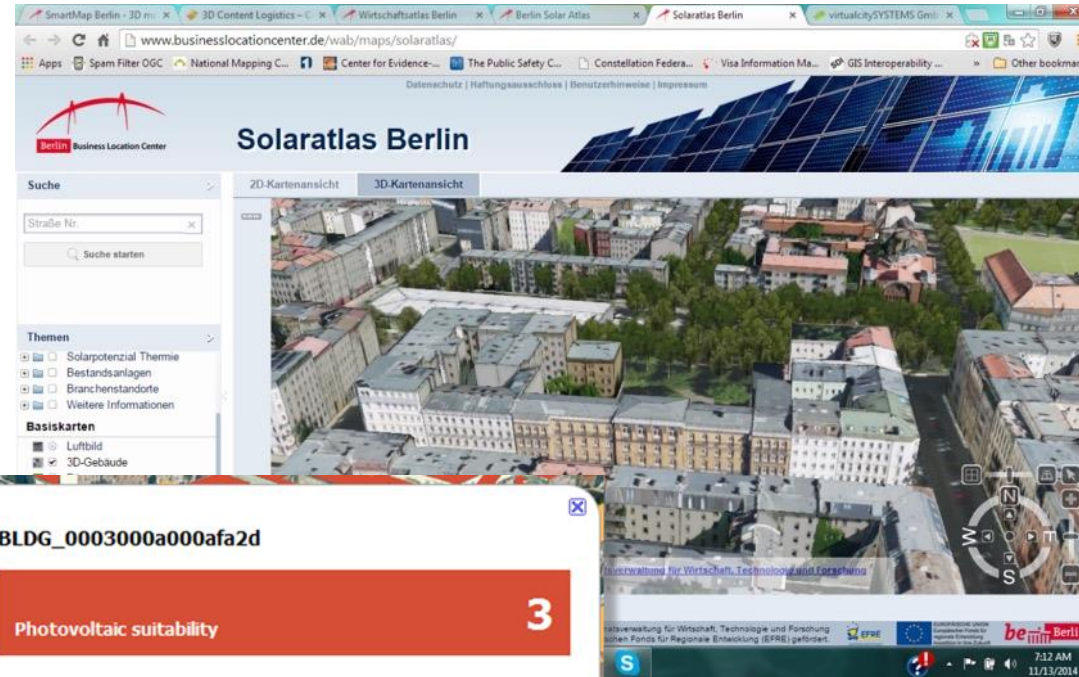 SmartMap Berlin - 3D m
3D Content Logistics – C
Wirtschaftsatlas Berlin
Berlin Solar Atlas
Solaratlas Berlin
virtualcitySYSTEMS Gmb
www.businesslocationcenter.de/wab/maps/solaratlas/
Apps
Spam Filter OGC
National Mapping C...
Center for Evidence-...
The Public Safety C...
Constellation Federa...
Visa Information Ma...
GIS Interoperability ...
»
Other bookmar
Datenschutz | Haftungsausschluss | Benutzerhinweise | Impressum
Berlin Business Location Center
Solaratlas Berlin
Suche
2D-Kartenansicht
3D-Kartenansicht
Straße Nr.
Suche starten
Themen
Solarpotenzial Thermie
Bestandsanlagen
Branchenstandorte
Weitere Informationen
Basiskarten
Luftbild
3D-Gebäude
N
W
S
BLDG_0003000a000afa2d
Photovoltaic suitability
3
tsverwaltung für Wirtschaft, Technologie und Forschung
natsverwaltung für Wirtschaft, Technologie und Forschung
schen Fonds für Regionale Entwicklung (EFRE) gefördert.
EFRE
EUROPÄISCHE UNION
be Berli
7:12 AM
11/13/2014